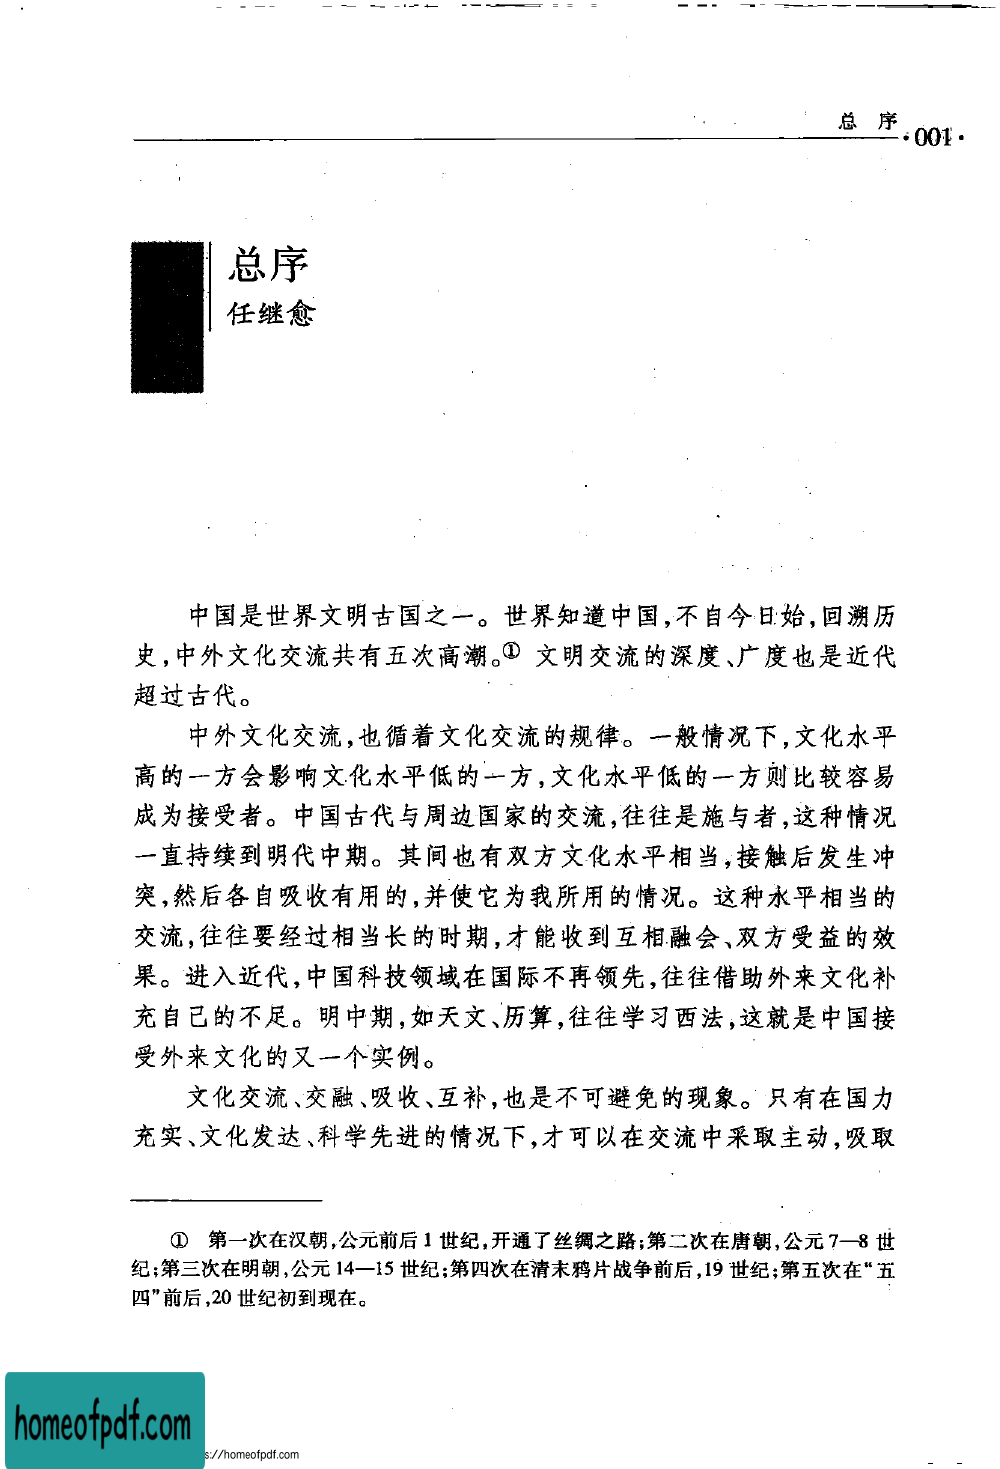 总 序
·001·
总序
任继愈
中国是世界文明古国之一。世界知道中国,不自今日始,回溯历
史,中外文化交流共有五次高潮。① 文明交流的深度、广度也是近代
超过古代。
中外文化交流,也循着文化交流的规律。一般情况下,文化水平
高的一方会影响文化水平低的一方,文化水平低的一方则比较容易
成为接受者。中国古代与周边国家的交流,往往是施与者,这种情况
一直持续到明代中期。其间也有双方文化水平相当,接触后发生冲
突,然后各自吸收有用的,并使它为我所用的情况。这种水平相当的
交流,往往要经过相当长的时期,才能收到互相融会、双方受益的效
果。进入近代,中国科技领域在国际不再领先,往往借助外来文化补
充自己的不足。明中期,如天文、历算,往往学习西法,这就是中国接
受外来文化的又一个实例。
文化交流、交融、吸收、互补,也是不可避免的现象。只有在国力
充实、文化发达、科学先进的情况下,才可以在交流中采取主动,吸取
① 第一次在汉朝,公元前后1世纪,开通了丝绸之路;第二次在唐朝,公元7—8世
纪;第三次在明朝,公元14—15世纪;第四次在清末鸦片战争前后,19世纪;第五次在“五
四”前后,20世纪初到现在。
homeofpdf.com
s://homeofpdf.com